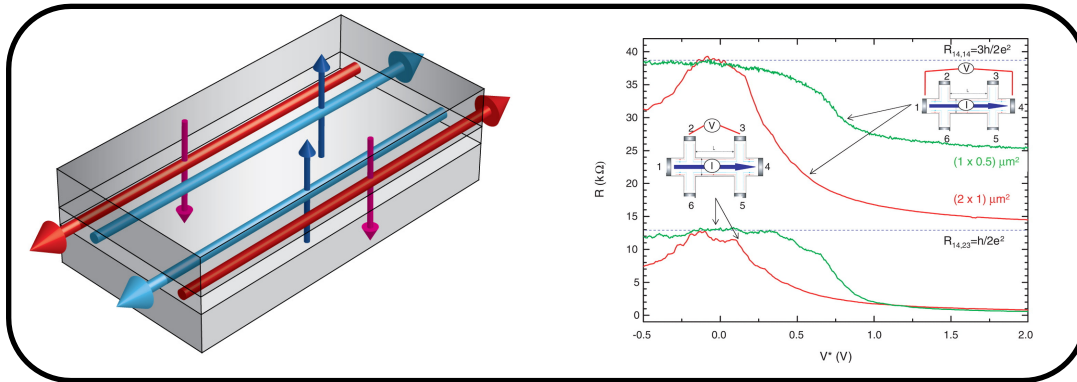 R14,14=3h/2e²
40
35
30
25
20
15
10
5
0
R (kΩ)
-0.5
0.0
0.5
1.0
1.5
2.0
V* (V)
2
V
3
1
I
4
L
6
5
(1 x 0.5) μm²
2
V
3
1
I
4
L
6
5
(2 x 1) μm²
R14,23=h/2e²